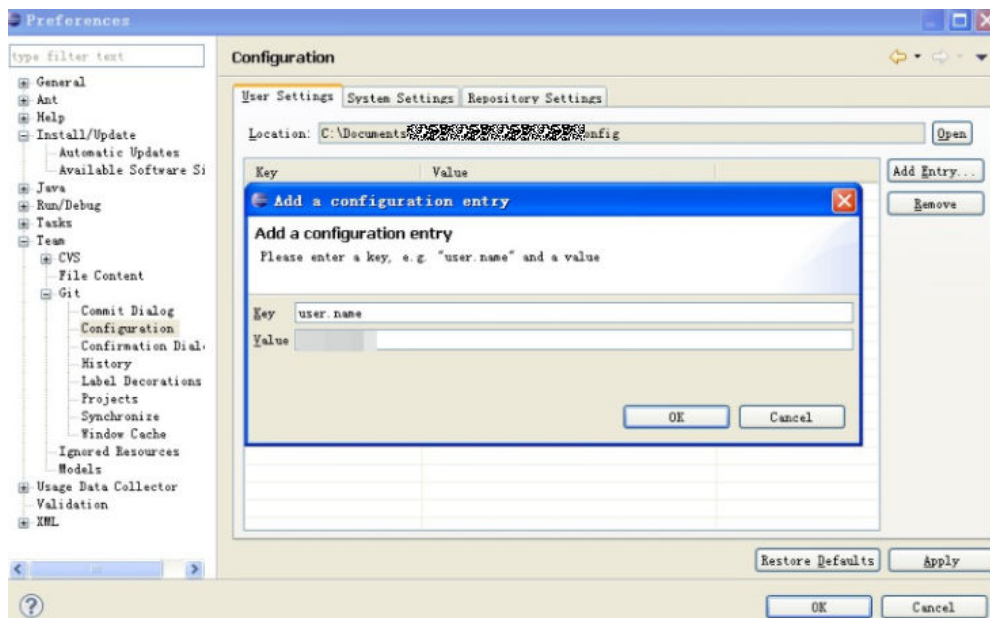 Preferences
type filter text
General
Ant
Help
Install/Update
Automatic Updates
Available Software Si
Java
Run/Debug
Tasks
Team
CVS
File Content
Git
Commit Dialog
Configuration
Confirmation Dial
History
Label Decorations
Projects
Synchronize
Window Cache
Ignored Resources
Models
Usage Data Collector
Validation
XML
Configuration
User Settings System Settings Repository Settings
Location: C:\Documents onfig Open
Key Value Add Entry...
Remove
Add a configuration entry
Add a configuration entry
Please enter a key, e.g. "user.name" and a value
Key user.name
Value
OK Cancel
Restore Defaults Apply
OK Cancel